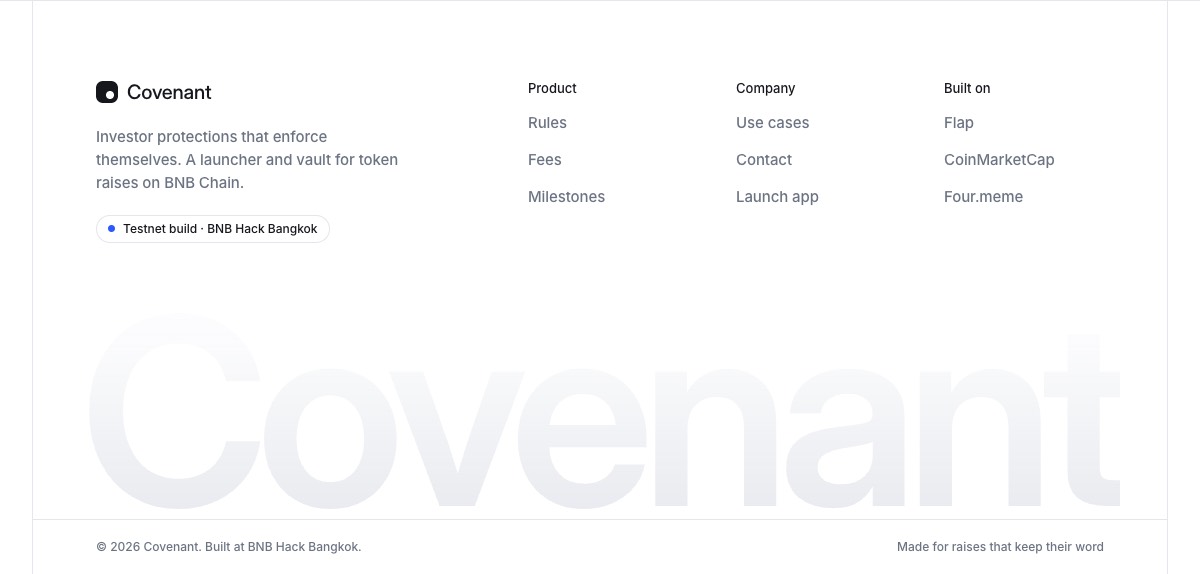 Covenant
Investor protections that enforce
themselves. A launcher and vault for token
raises on BNB Chain.
Testnet build · BNB Hack Bangkok
Product
Rules
Fees
Milestones
Company
Use cases
Contact
Launch app
Built on
Flap
CoinMarketCap
Four.meme
Covenant
© 2026 Covenant. Built at BNB Hack Bangkok.
Made for raises that keep their word